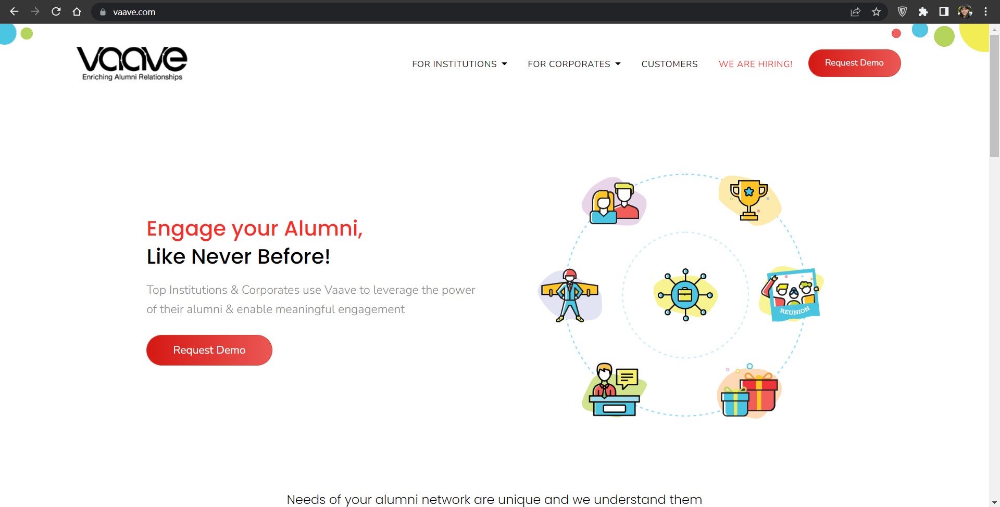 vaave.com
vaave
Enriching Alumni Relationships
FOR INSTITUTIONS
FOR CORPORATES
CUSTOMERS
WE ARE HIRING!
Request Demo
Engage your Alumni,
Like Never Before!
Top Institutions & Corporates use Vaave to leverage the power
of their alumni & enable meaningful engagement
Request Demo
REUNION
Needs of your alumni network are unique and we understand them